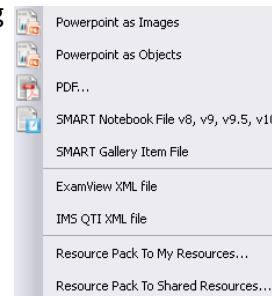 Powerpoint as Images
Powerpoint as Objects
PDF...
SMART Notebook File v8, v9, v9.5, v10
SMART Gallery Item File
ExamView XML file
IMS QTI XML file
Resource Pack To My Resources...
Resource Pack To Shared Resources...